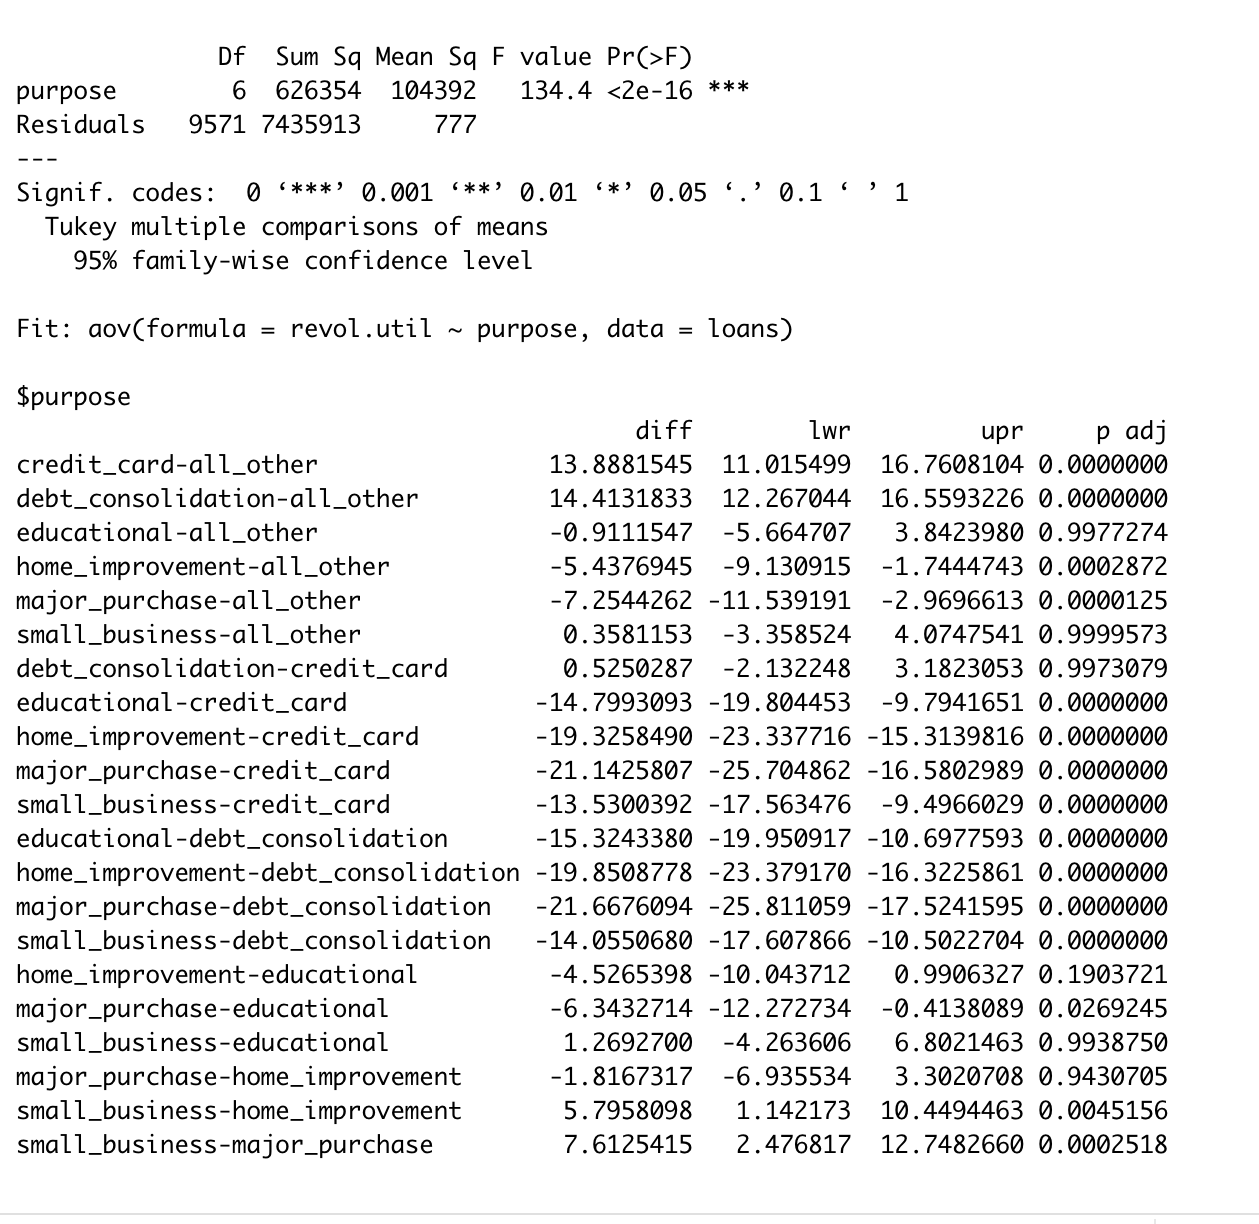 Df  Sum Sq Mean Sq F value Pr(>F)
purpose        6  626354  104392   134.4 <2e-16 ***
Residuals   9571 7435913     777
---
Signif. codes:  0 ‘***’ 0.001 ‘**’ 0.01 ‘*’ 0.05 ‘.’ 0.1 ‘ ’ 1
  Tukey multiple comparisons of means
    95% family-wise confidence level
Fit: aov(formula = revol.util ~ purpose, data = loans)
$purpose
                                           diff        lwr         upr     p adj
credit_card-all_other                13.8881545  11.015499  16.7608104 0.0000000
debt_consolidation-all_other         14.4131833  12.267044  16.5593226 0.0000000
educational-all_other                -0.9111547  -5.664707   3.8423980 0.9977274
home_improvement-all_other           -5.4376945  -9.130915  -1.7444743 0.0002872
major_purchase-all_other             -7.2544262 -11.539191  -2.9696613 0.0000125
small_business-all_other              0.3581153  -3.358524   4.0747541 0.9999573
debt_consolidation-credit_card        0.5250287  -2.132248   3.1823053 0.9973079
educational-credit_card             -14.7993093 -19.804453  -9.7941651 0.0000000
home_improvement-credit_card        -19.3258490 -23.337716 -15.3139816 0.0000000
major_purchase-credit_card          -21.1425807 -25.704862 -16.5802989 0.0000000
small_business-credit_card          -13.5300392 -17.563476  -9.4966029 0.0000000
educational-debt_consolidation      -15.3243380 -19.950917 -10.6977593 0.0000000
home_improvement-debt_consolidation -19.8508778 -23.379170 -16.3225861 0.0000000
major_purchase-debt_consolidation   -21.6676094 -25.811059 -17.5241595 0.0000000
small_business-debt_consolidation   -14.0550680 -17.607866 -10.5022704 0.0000000
home_improvement-educational         -4.5265398 -10.043712   0.9906327 0.1903721
major_purchase-educational           -6.3432714 -12.272734  -0.4138089 0.0269245
small_business-educational            1.2692700  -4.263606   6.8021463 0.9938750
major_purchase-home_improvement      -1.8167317  -6.935534   3.3020708 0.9430705
small_business-home_improvement       5.7958098   1.142173  10.4494463 0.0045156
small_business-major_purchase         7.6125415   2.476817  12.7482660 0.0002518